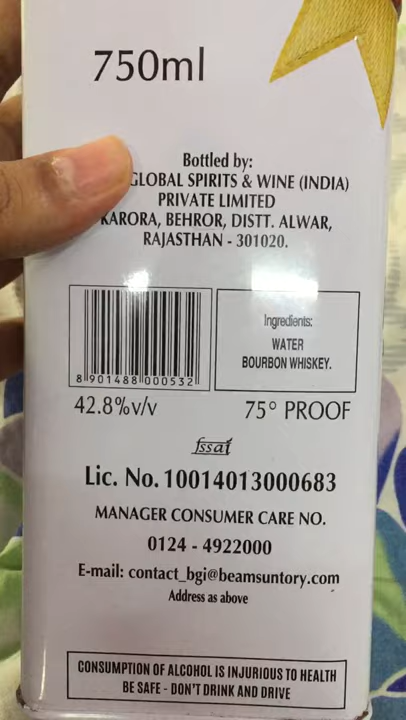 750ml
Bottled by:
GLOBAL SPIRITS & WINE (INDIA)
PRIVATE LIMITED
KARORA, BEHROR, DISTT. ALWAR,
RAJASTHAN - 301020.
8 901488 000532
Ingredients:
WATER
BOURBON WHISKEY.
42.8%v/v
75° PROOF
fssai
Lic. No. 10014013000683
MANAGER CONSUMER CARE NO.
0124 - 4922000
E-mail: contact_bgi@beamsuntory.com
Address as above
CONSUMPTION OF ALCOHOL IS INJURIOUS TO HEALTH
BE SAFE - DON'T DRINK AND DRIVE